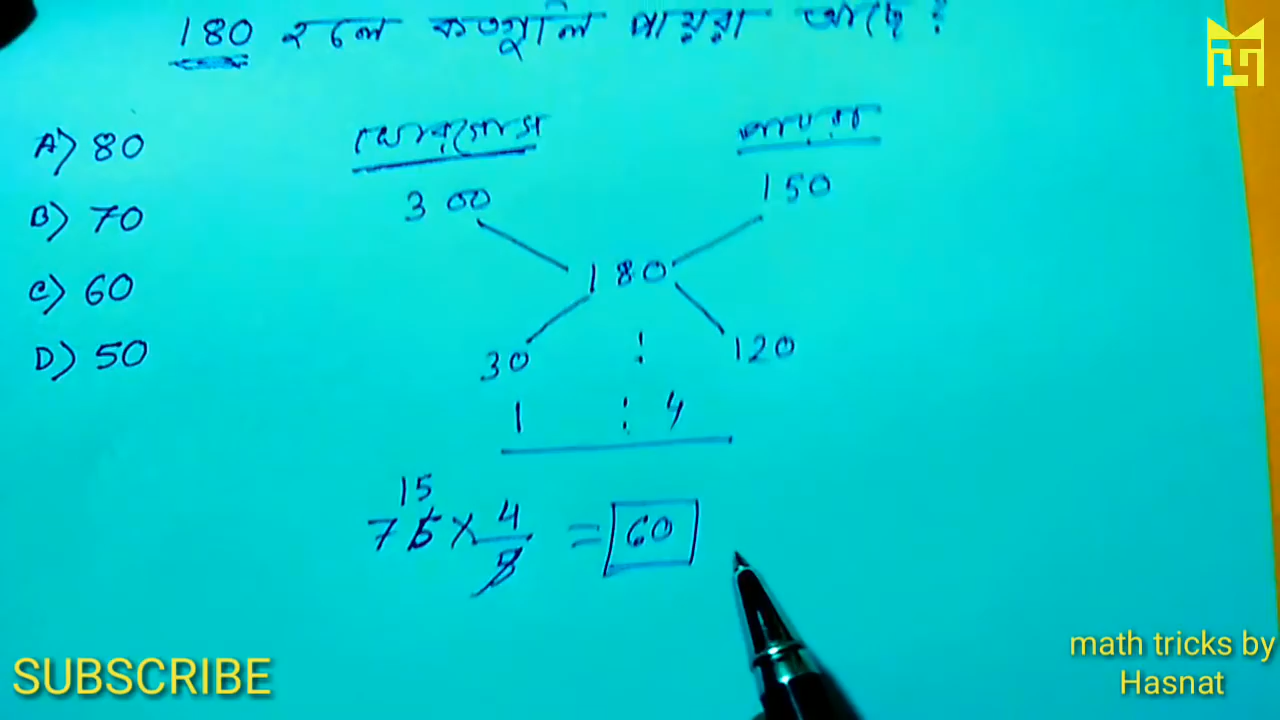 180 হলে কতগুলি পায়রা আছে ?
A) 80
B) 70
C) 60
D) 50
খোরগোস
পায়রা
300
150
180
30 : 120
1 : 4
15
75 × 4/5 = 60
SUBSCRIBE
math tricks by
Hasnat